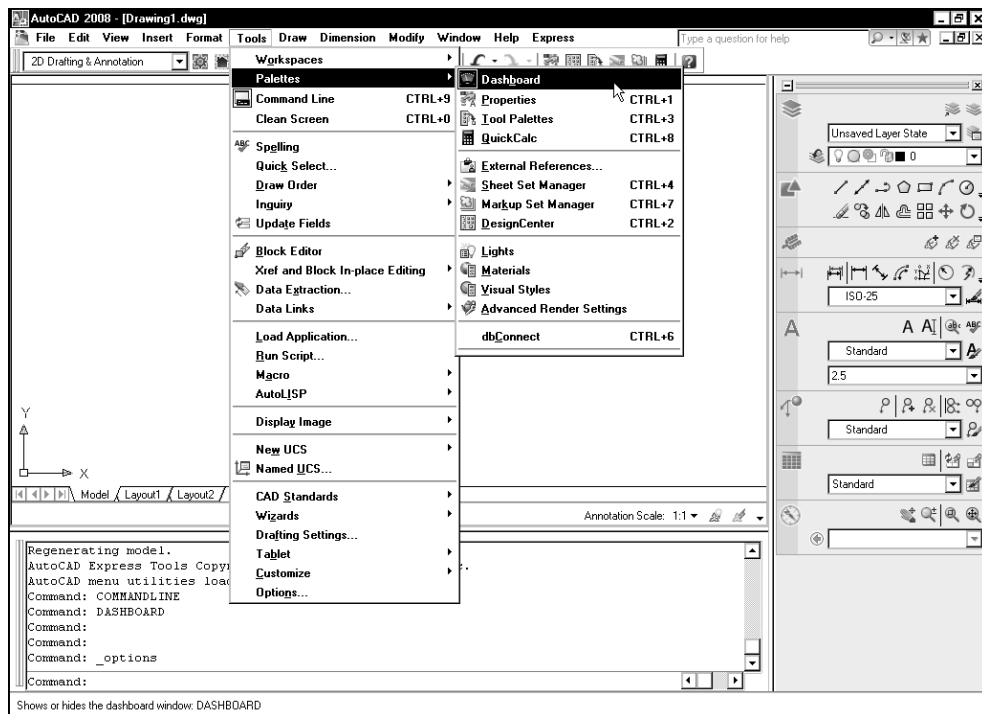 AutoCAD 2008 - [Drawing1.dwg]
File Edit View Insert Format Tools Draw Dimension Modify Window Help Express
Type a question for help
2D Drafting & Annotation
Workspaces
Palettes
Command Line CTRL+9
Clean Screen CTRL+0
ABC Spelling
Quick Select...
Draw Order
Inquiry
Update Fields
Block Editor
Xref and Block In-place Editing
Data Extraction...
Data Links
Load Application...
Run Script...
Macro
AutoLISP
Display Image
New UCS
Named UCS...
CAD Standards
Wizards
Drafting Settings...
Tablet
Customize
Options...
Dashboard
Properties CTRL+1
Tool Palettes CTRL+3
QuickCalc CTRL+8
External References...
Sheet Set Manager CTRL+4
Markup Set Manager CTRL+7
DesignCenter CTRL+2
Lights
Materials
Visual Styles
Advanced Render Settings
dbConnect CTRL+6
Unsaved Layer State
0
ISO-25
A A ABC
Standard
2.5
Standard
Standard
Y
X
Model Layout1 Layout2
Annotation Scale: 1:1
Regenerating model.
AutoCAD Express Tools Copyr
AutoCAD menu utilities load
Command: COMMANDLINE
Command: DASHBOARD
Command:
Command:
Command: _options
Command:
Shows or hides the dashboard window: DASHBOARD